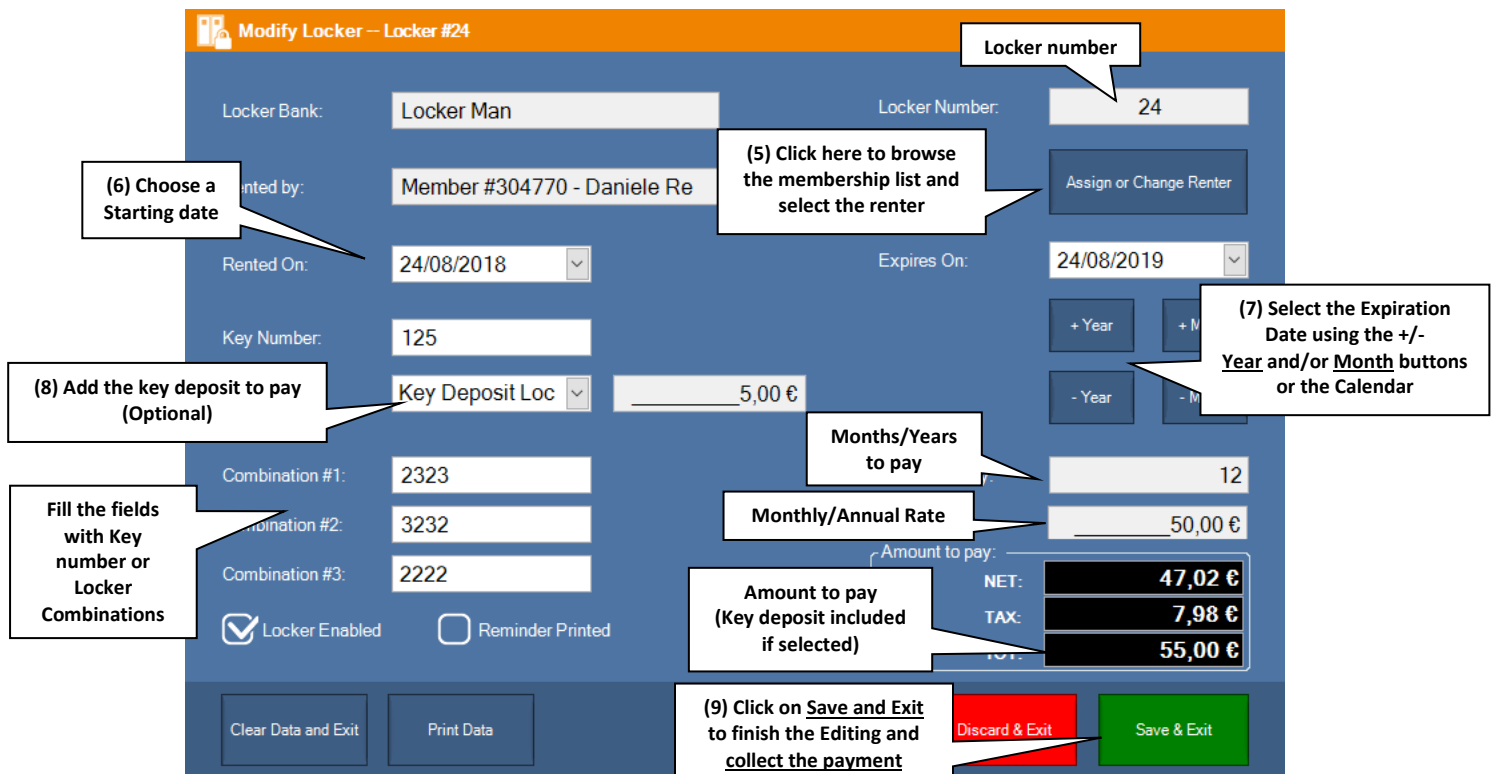 Modify Locker – Locker #24
Locker number
Locker Bank:
Locker Man
Locker Number:
24
(5) Click here to browse
the membership list and
select the renter
(6) Choose a
Starting date
Member #304770 - Daniele Re
Assign or Change Renter
Rented On:
24/08/2018
Expires On:
24/08/2019
Key Number:
125
+ Year
(7) Select the Expiration
Date using the +/-
Year and/or Month buttons
or the Calendar
(8) Add the key deposit to pay
(Optional)
Key Deposit Loc
5,00 €
- Year
Months/Years
to pay
12
Combination #1:
2323
Fill the fields
with Key
number or
Locker
Combinations
3232
Monthly/Annual Rate
50,00 €
Combination #3:
2222
Amount to pay:
NET:
47,02 €
Amount to pay
(Key deposit included
if selected)
TAX:
7,98 €
55,00 €
Locker Enabled
Reminder Printed
Clear Data and Exit
Print Data
(9) Click on Save and Exit
to finish the Editing and
collect the payment
Discard & Exit
Save & Exit